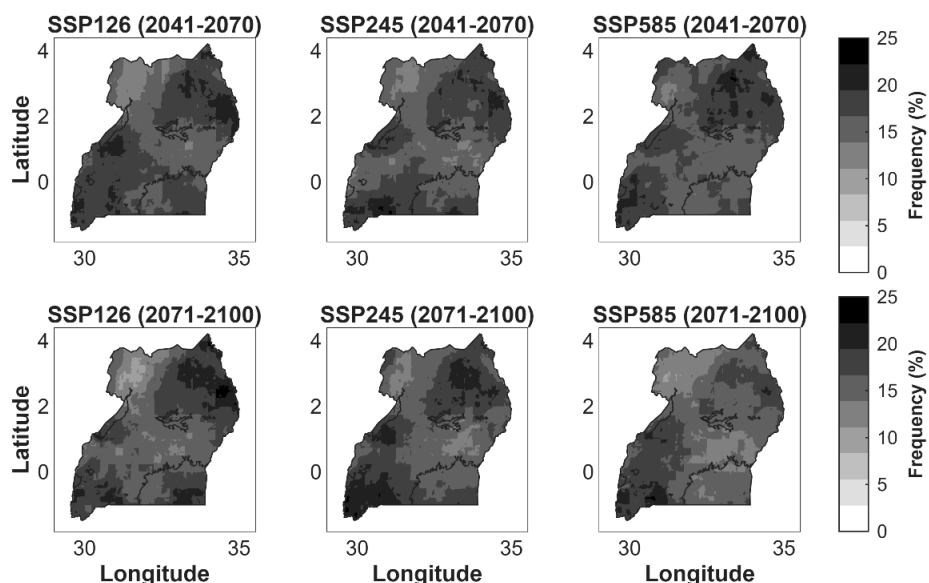 SSP126 (2041-2070) SSP245 (2041-2070) SSP585 (2041-2070)
4 4 4 25
2 2 2 20
Latitude 15
0 0 0 10
5
0
Frequency (%)
30 35 30 35 30 35
SSP126 (2071-2100) SSP245 (2071-2100) SSP585 (2071-2100)
4 4 4 25
2 2 2 20
Latitude 15
0 0 0 10
5
0
Frequency (%)
30 35 30 35 30 35
Longitude Longitude Longitude